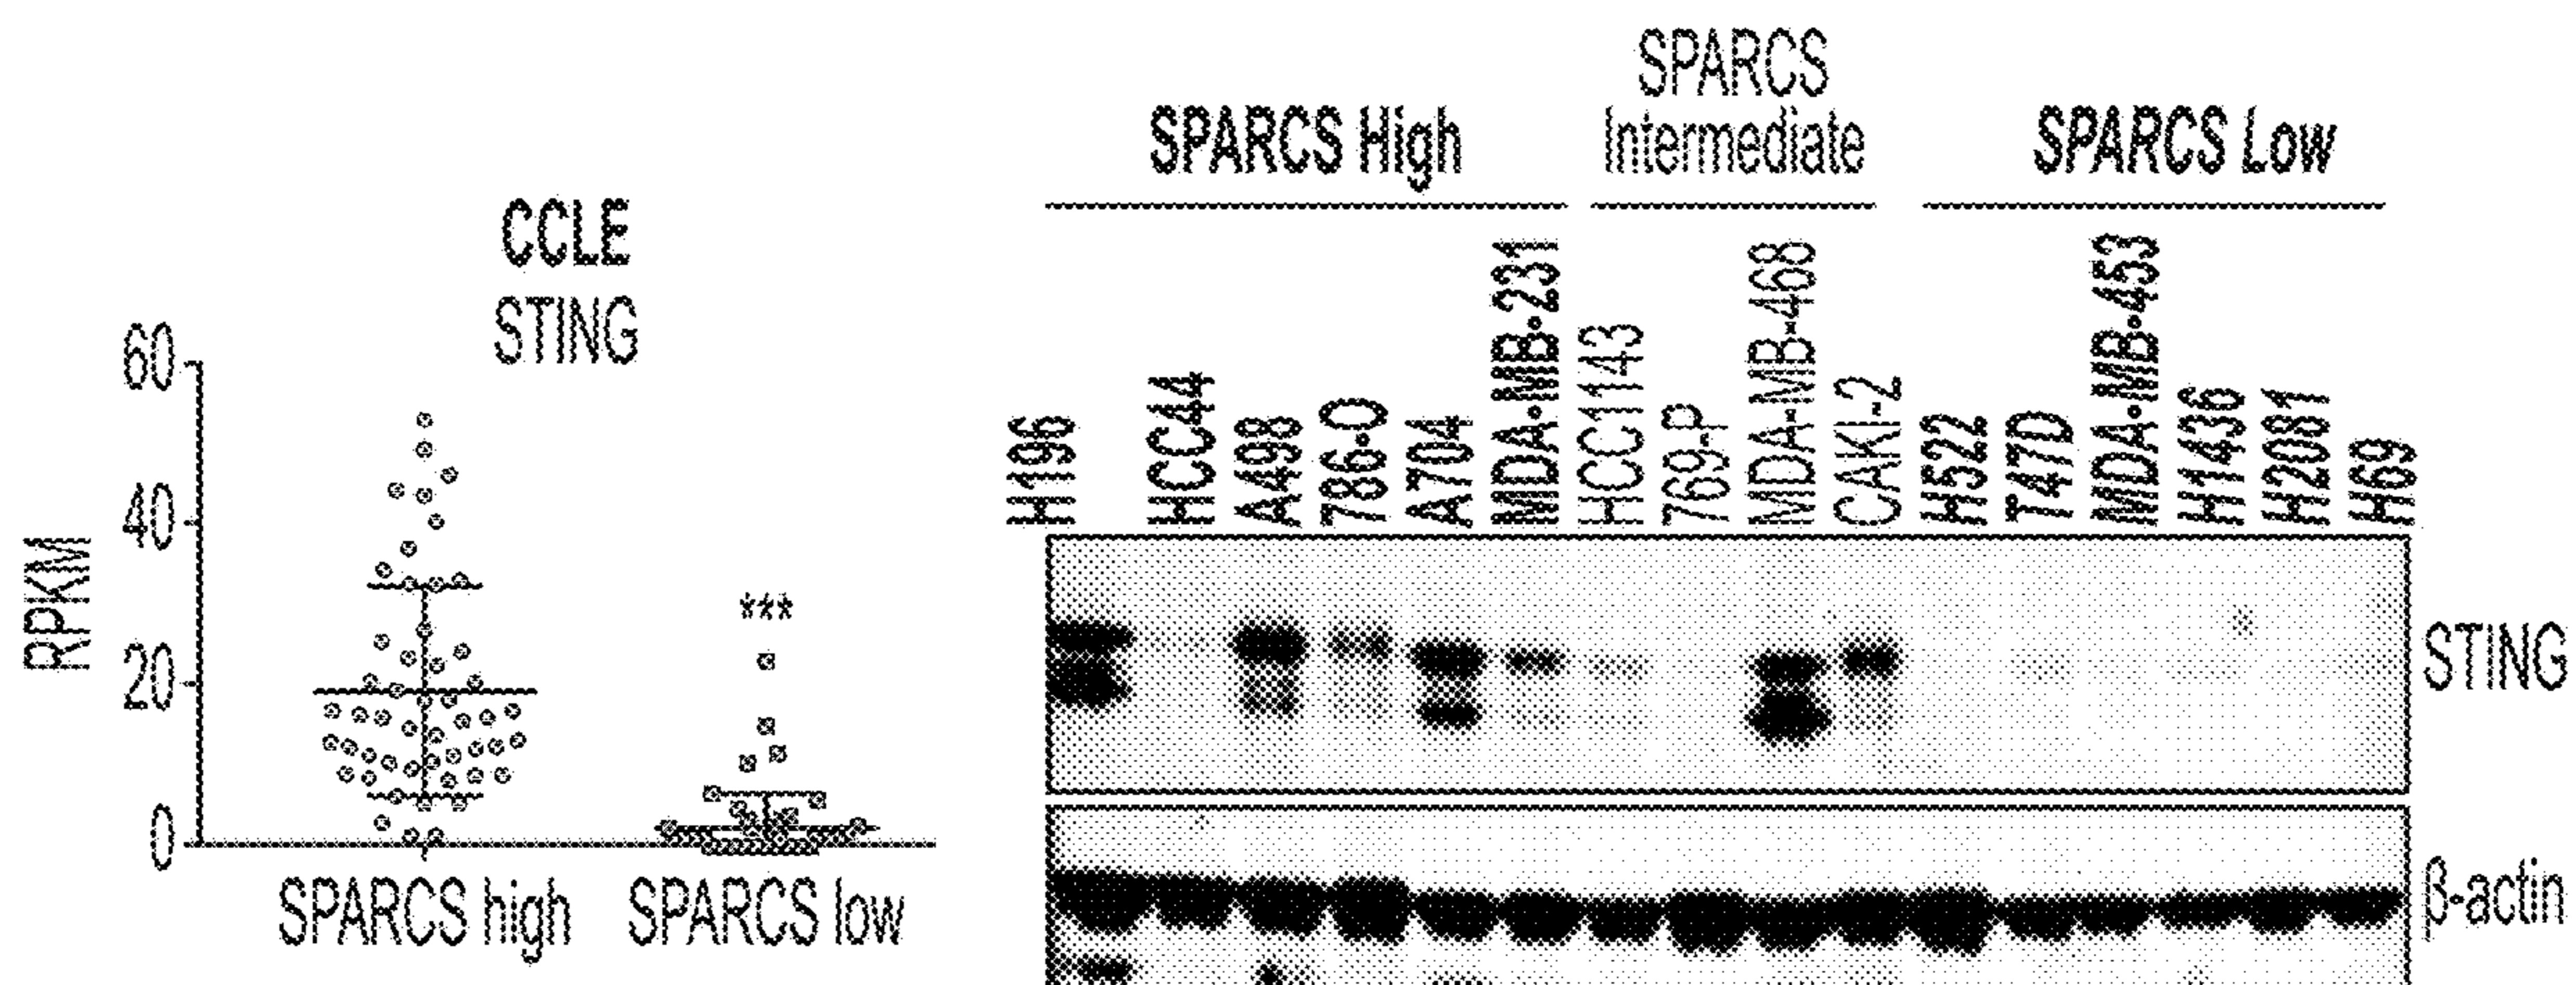 CCLE
STING
60
40
20
0
RPKM
***
SPARCS high
SPARCS low
SPARCS High
SPARCS
Intermediate
SPARCS Low
H196
HCC44
A498
786-O
A704
MDA-MB-231
HCC1143
769-P
MDA-MB-468
CAKI-2
H522
T47D
MDA-MB-453
H1436
H2081
H69
STING
β-actin